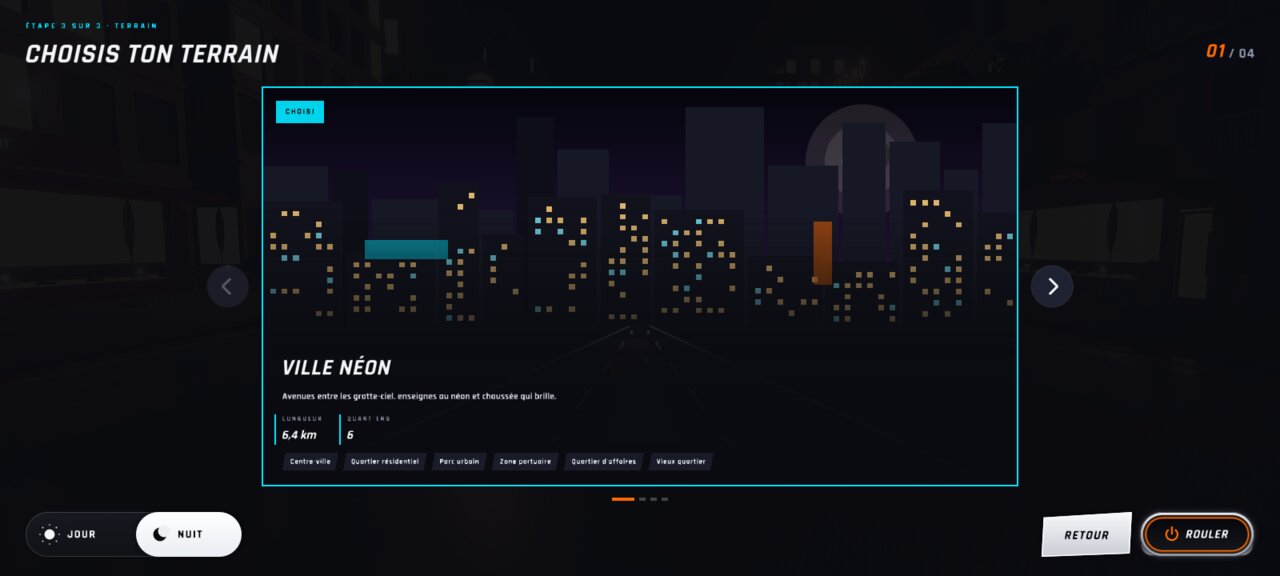 ÉTAPE 3 SUR 3 · TERRAIN
CHOISIS TON TERRAIN
01 / 04
CHOISI
VILLE NÉON
Avenues entre les gratte-ciel, enseignes au néon et chaussée qui brille.
LONGUEUR QUARTIERS
6,4 km 6
Centre ville Quartier résidentiel Parc urbain Zone portuaire Quartier d'affaires Vieux quartier
JOUR NUIT RETOUR ROULER